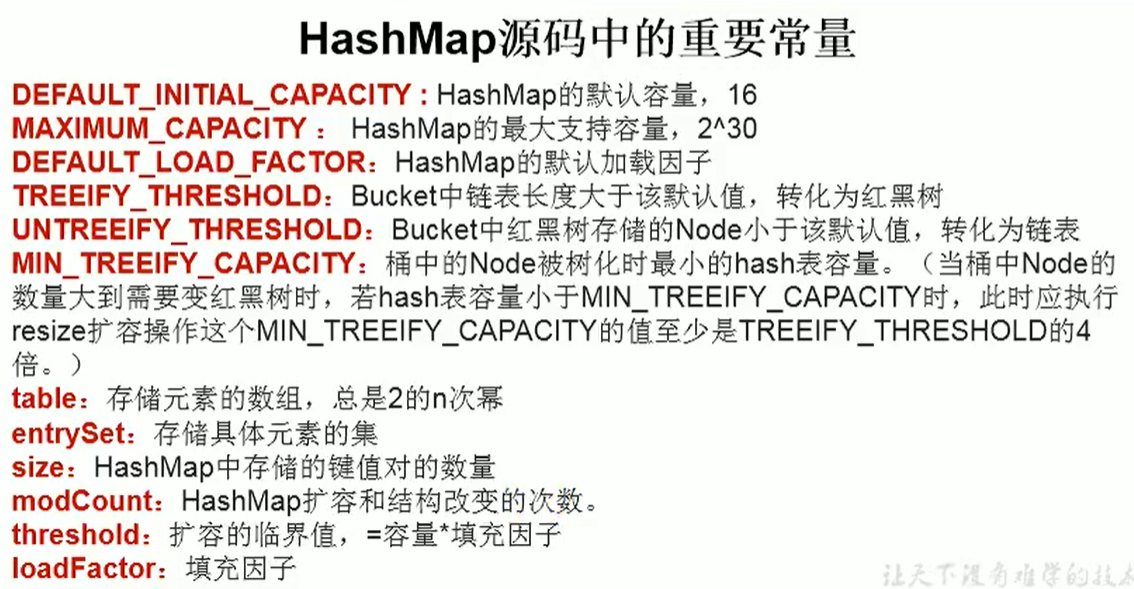 HashMap源码中的重要常量
DEFAULT_INITIAL_CAPACITY : HashMap的默认容量，16
MAXIMUM_CAPACITY ： HashMap的最大支持容量，2^30
DEFAULT_LOAD_FACTOR：HashMap的默认加载因子
TREEIFY_THRESHOLD：Bucket中链表长度大于该默认值，转化为红黑树
UNTREEIFY_THRESHOLD：Bucket中红黑树存储的Node小于该默认值，转化为链表
MIN_TREEIFY_CAPACITY：桶中的Node被树化时最小的hash表容量。（当桶中Node的
数量大到需要变红黑树时，若hash表容量小于MIN_TREEIFY_CAPACITY时，此时应执行
resize扩容操作这个MIN_TREEIFY_CAPACITY的值至少是TREEIFY_THRESHOLD的4
倍。）
table：存储元素的数组，总是2的n次幂
entrySet：存储具体元素的集
size：HashMap中存储的键值对的数量
modCount：HashMap扩容和结构改变的次数。
threshold：扩容的临界值，=容量*填充因子
loadFactor：填充因子
让天下没有难学的技术